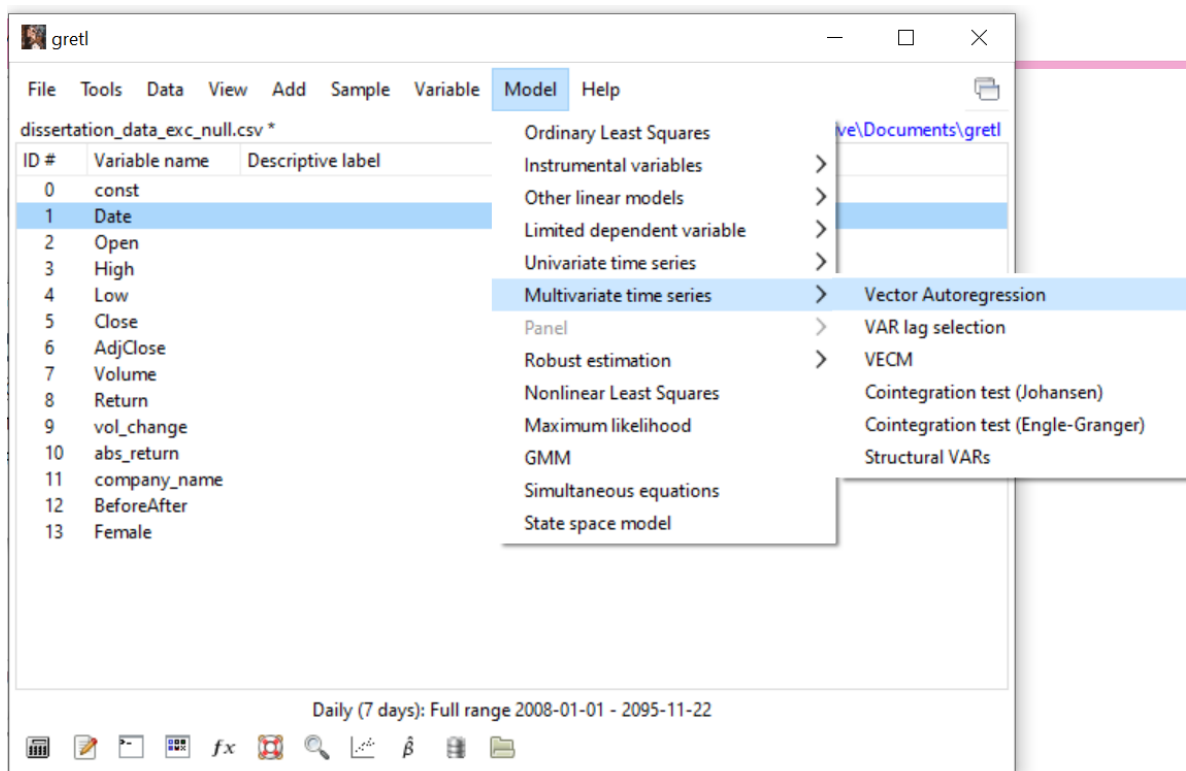 gretl
File Tools Data View Add Sample Variable Model Help
dissertation_data_exc_null.csv * ve\Documents\gretl
ID # Variable name Descriptive label
0 const
1 Date
2 Open
3 High
4 Low
5 Close
6 AdjClose
7 Volume
8 Return
9 vol_change
10 abs_return
11 company_name
12 BeforeAfter
13 Female
Ordinary Least Squares
Instrumental variables
Other linear models
Limited dependent variable
Univariate time series
Multivariate time series
Panel
Robust estimation
Nonlinear Least Squares
Maximum likelihood
GMM
Simultaneous equations
State space model
Vector Autoregression
VAR lag selection
VECM
Cointegration test (Johansen)
Cointegration test (Engle-Granger)
Structural VARs
Daily (7 days): Full range 2008-01-01 - 2095-11-22
fx β̂